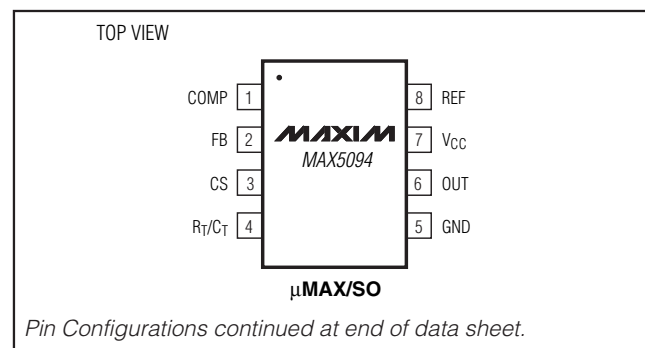 TOP VIEW
COMP 1
FB 2
CS 3
RT/CT 4
MAXIM
MAX5094
8 REF
7 VCC
6 OUT
5 GND
μMAX/SO
Pin Configurations continued at end of data sheet.